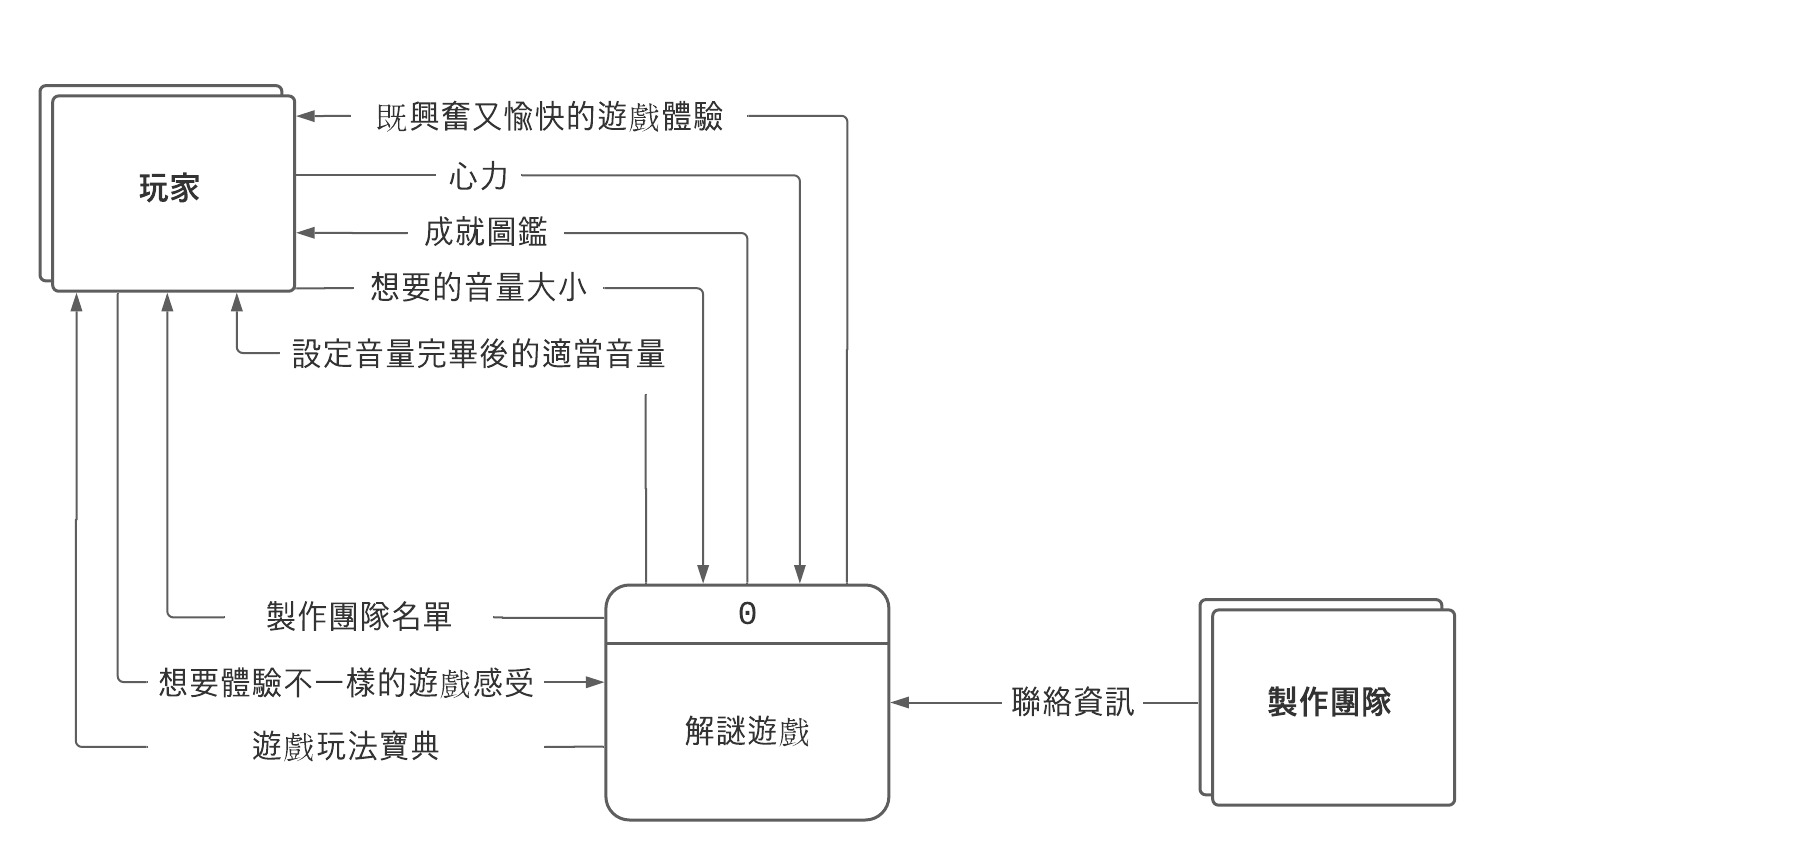 既興奮又愉快的遊戲體驗
玩家
心力
成就圖鑑
想要的音量大小
設定音量完畢後的適當音量
製作團隊名單
0
想要體驗不一樣的遊戲感受
聯絡資訊
製作團隊
解謎遊戲
遊戲玩法寶典